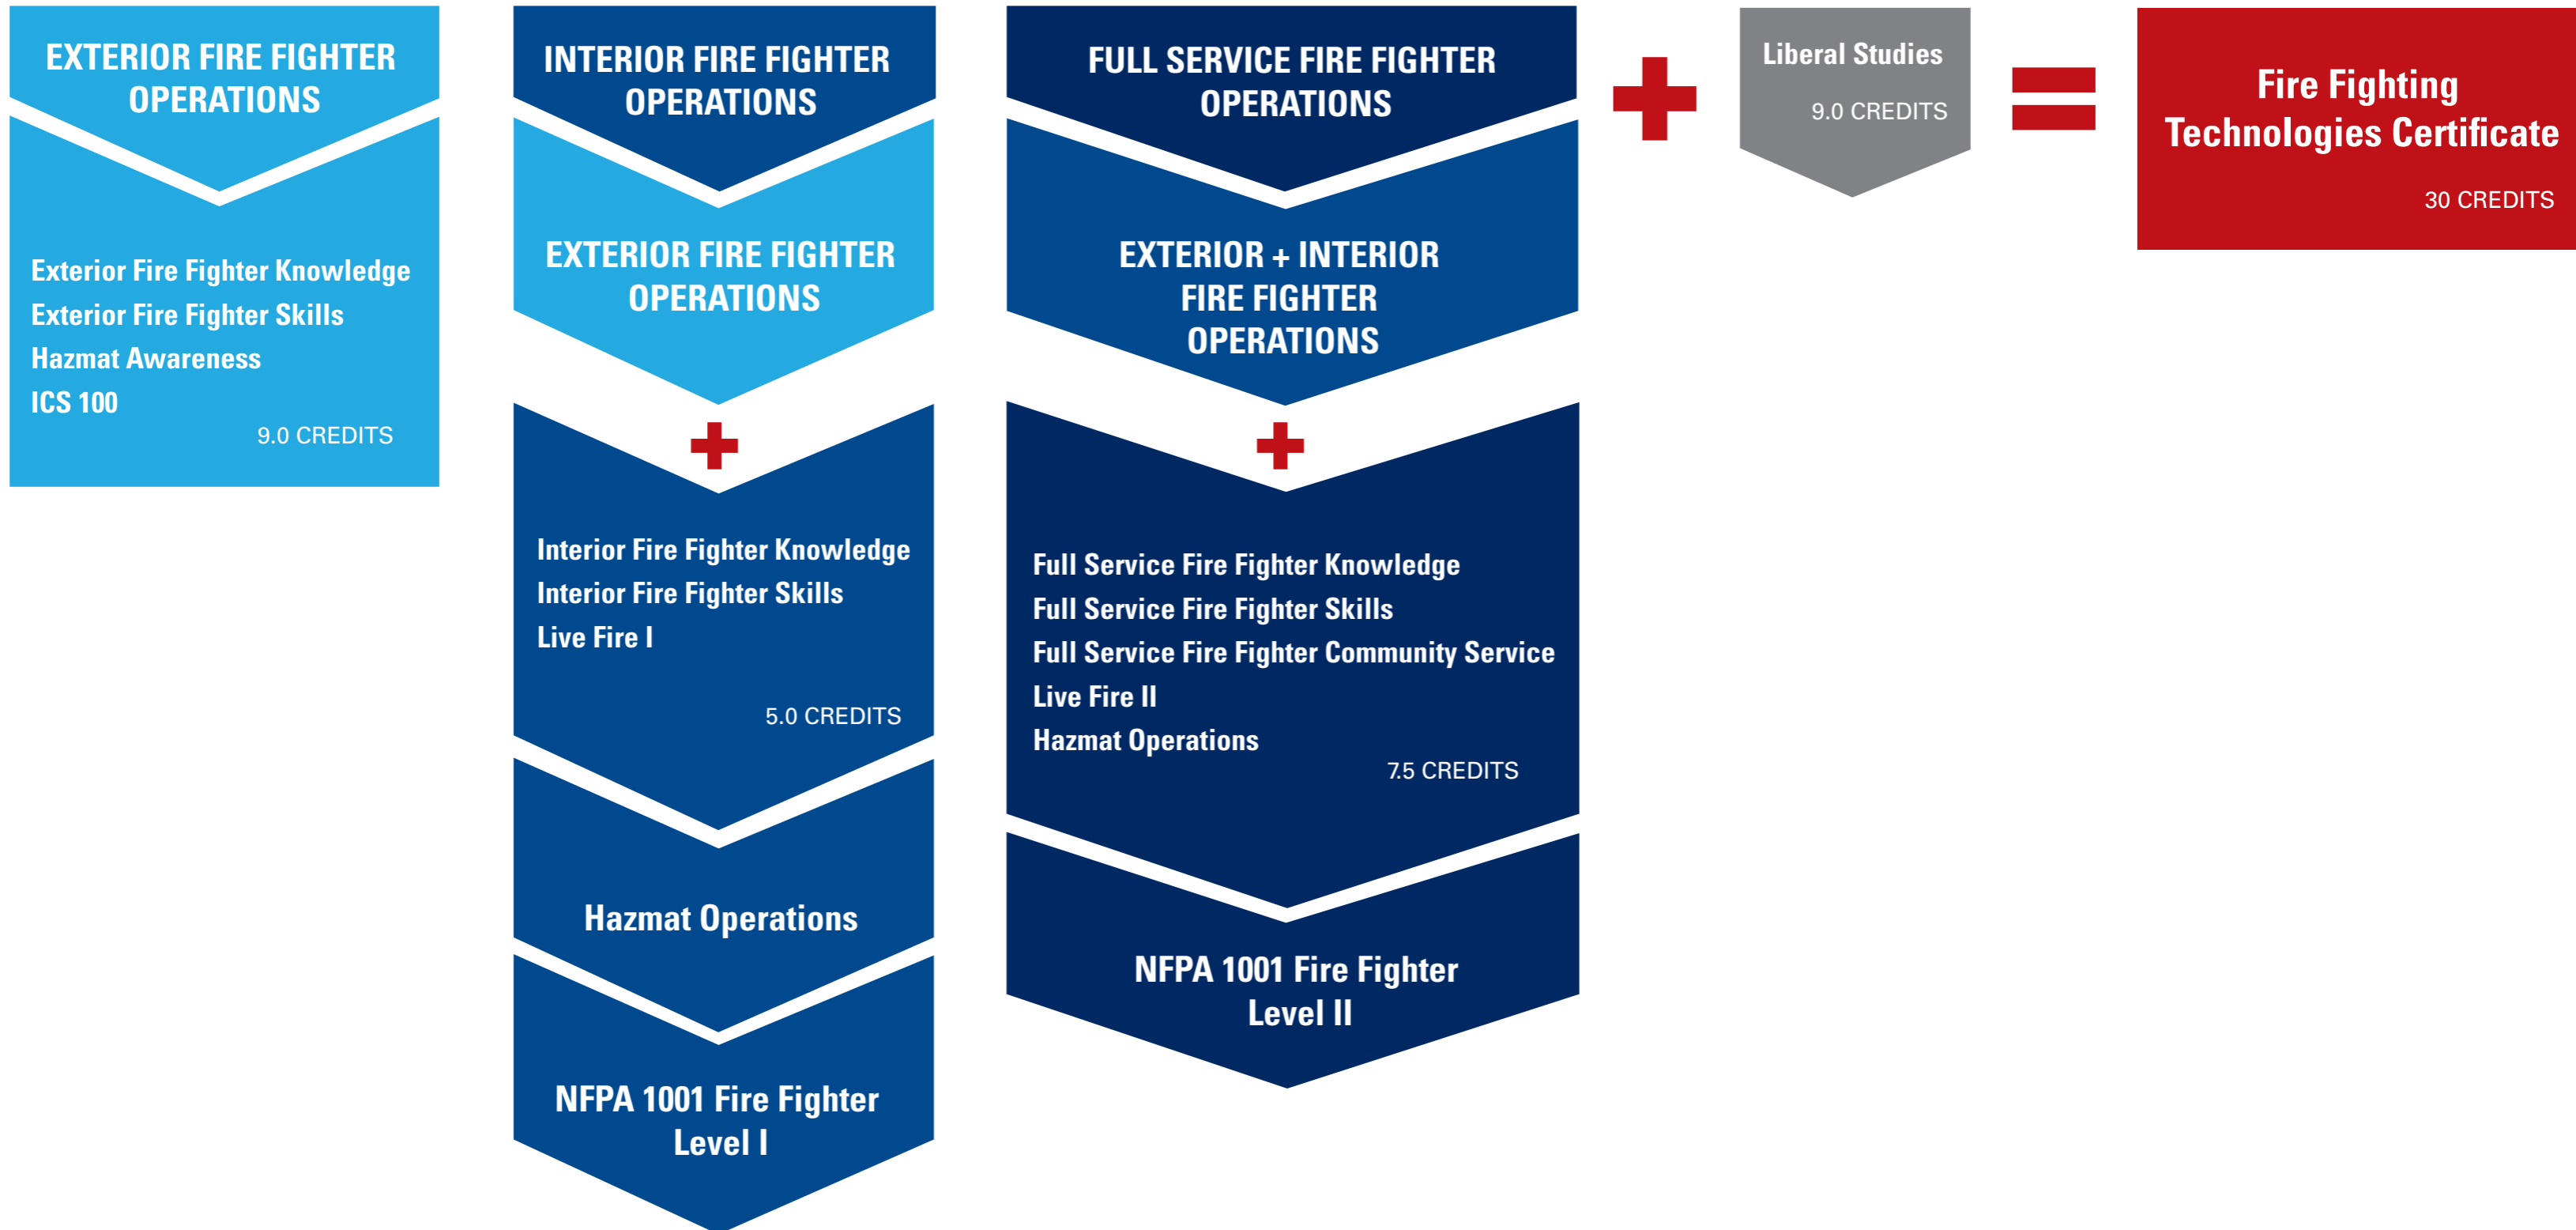 EXTERIOR FIRE FIGHTER
OPERATIONS
Exterior Fire Fighter Knowledge
Exterior Fire Fighter Skills
Hazmat Awareness
ICS 100
9.0 CREDITS
INTERIOR FIRE FIGHTER
OPERATIONS
EXTERIOR FIRE FIGHTER
OPERATIONS
+
Interior Fire Fighter Knowledge
Interior Fire Fighter Skills
Live Fire I
5.0 CREDITS
Hazmat Operations
NFPA 1001 Fire Fighter
Level I
FULL SERVICE FIRE FIGHTER
OPERATIONS
EXTERIOR + INTERIOR
FIRE FIGHTER
OPERATIONS
+
Full Service Fire Fighter Knowledge
Full Service Fire Fighter Skills
Full Service Fire Fighter Community Service
Live Fire II
Hazmat Operations
7.5 CREDITS
NFPA 1001 Fire Fighter
Level II
+
Liberal Studies
9.0 CREDITS
=
Fire Fighting
Technologies Certificate
30 CREDITS